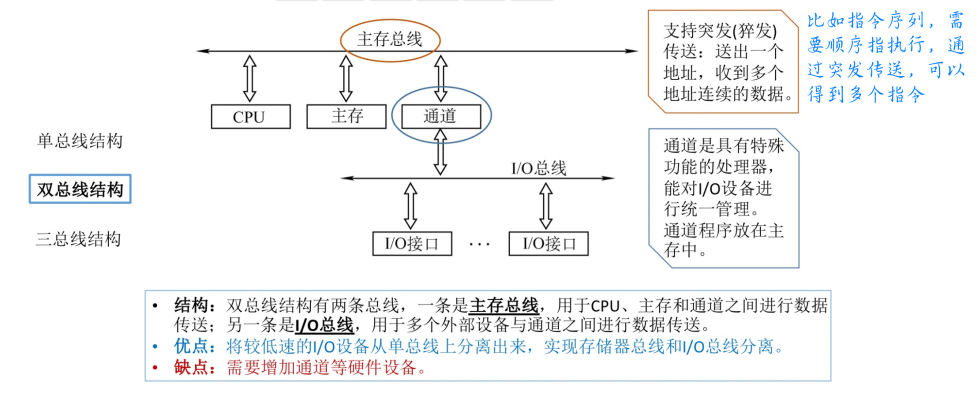 主存总线
CPU
主存
通道
I/O总线
I/O接口
···
I/O接口
单总线结构
双总线结构
三总线结构
支持突发(猝发)
传送：送出一个
地址，收到多个
地址连续的数据。
比如指令序列，需
要顺序指执行，通
过突发传送，可以
得到多个指令
通道是具有特殊
功能的处理器，
能对I/O设备进
行统一管理。
通道程序放在主
存中。
• 结构：双总线结构有两条总线，一条是主存总线，用于CPU、主存和通道之间进行数据
传送；另一条是I/O总线，用于多个外部设备与通道之间进行数据传送。
• 优点：将较低速的I/O设备从单总线上分离出来，实现存储器总线和I/O总线分离。
• 缺点：需要增加通道等硬件设备。